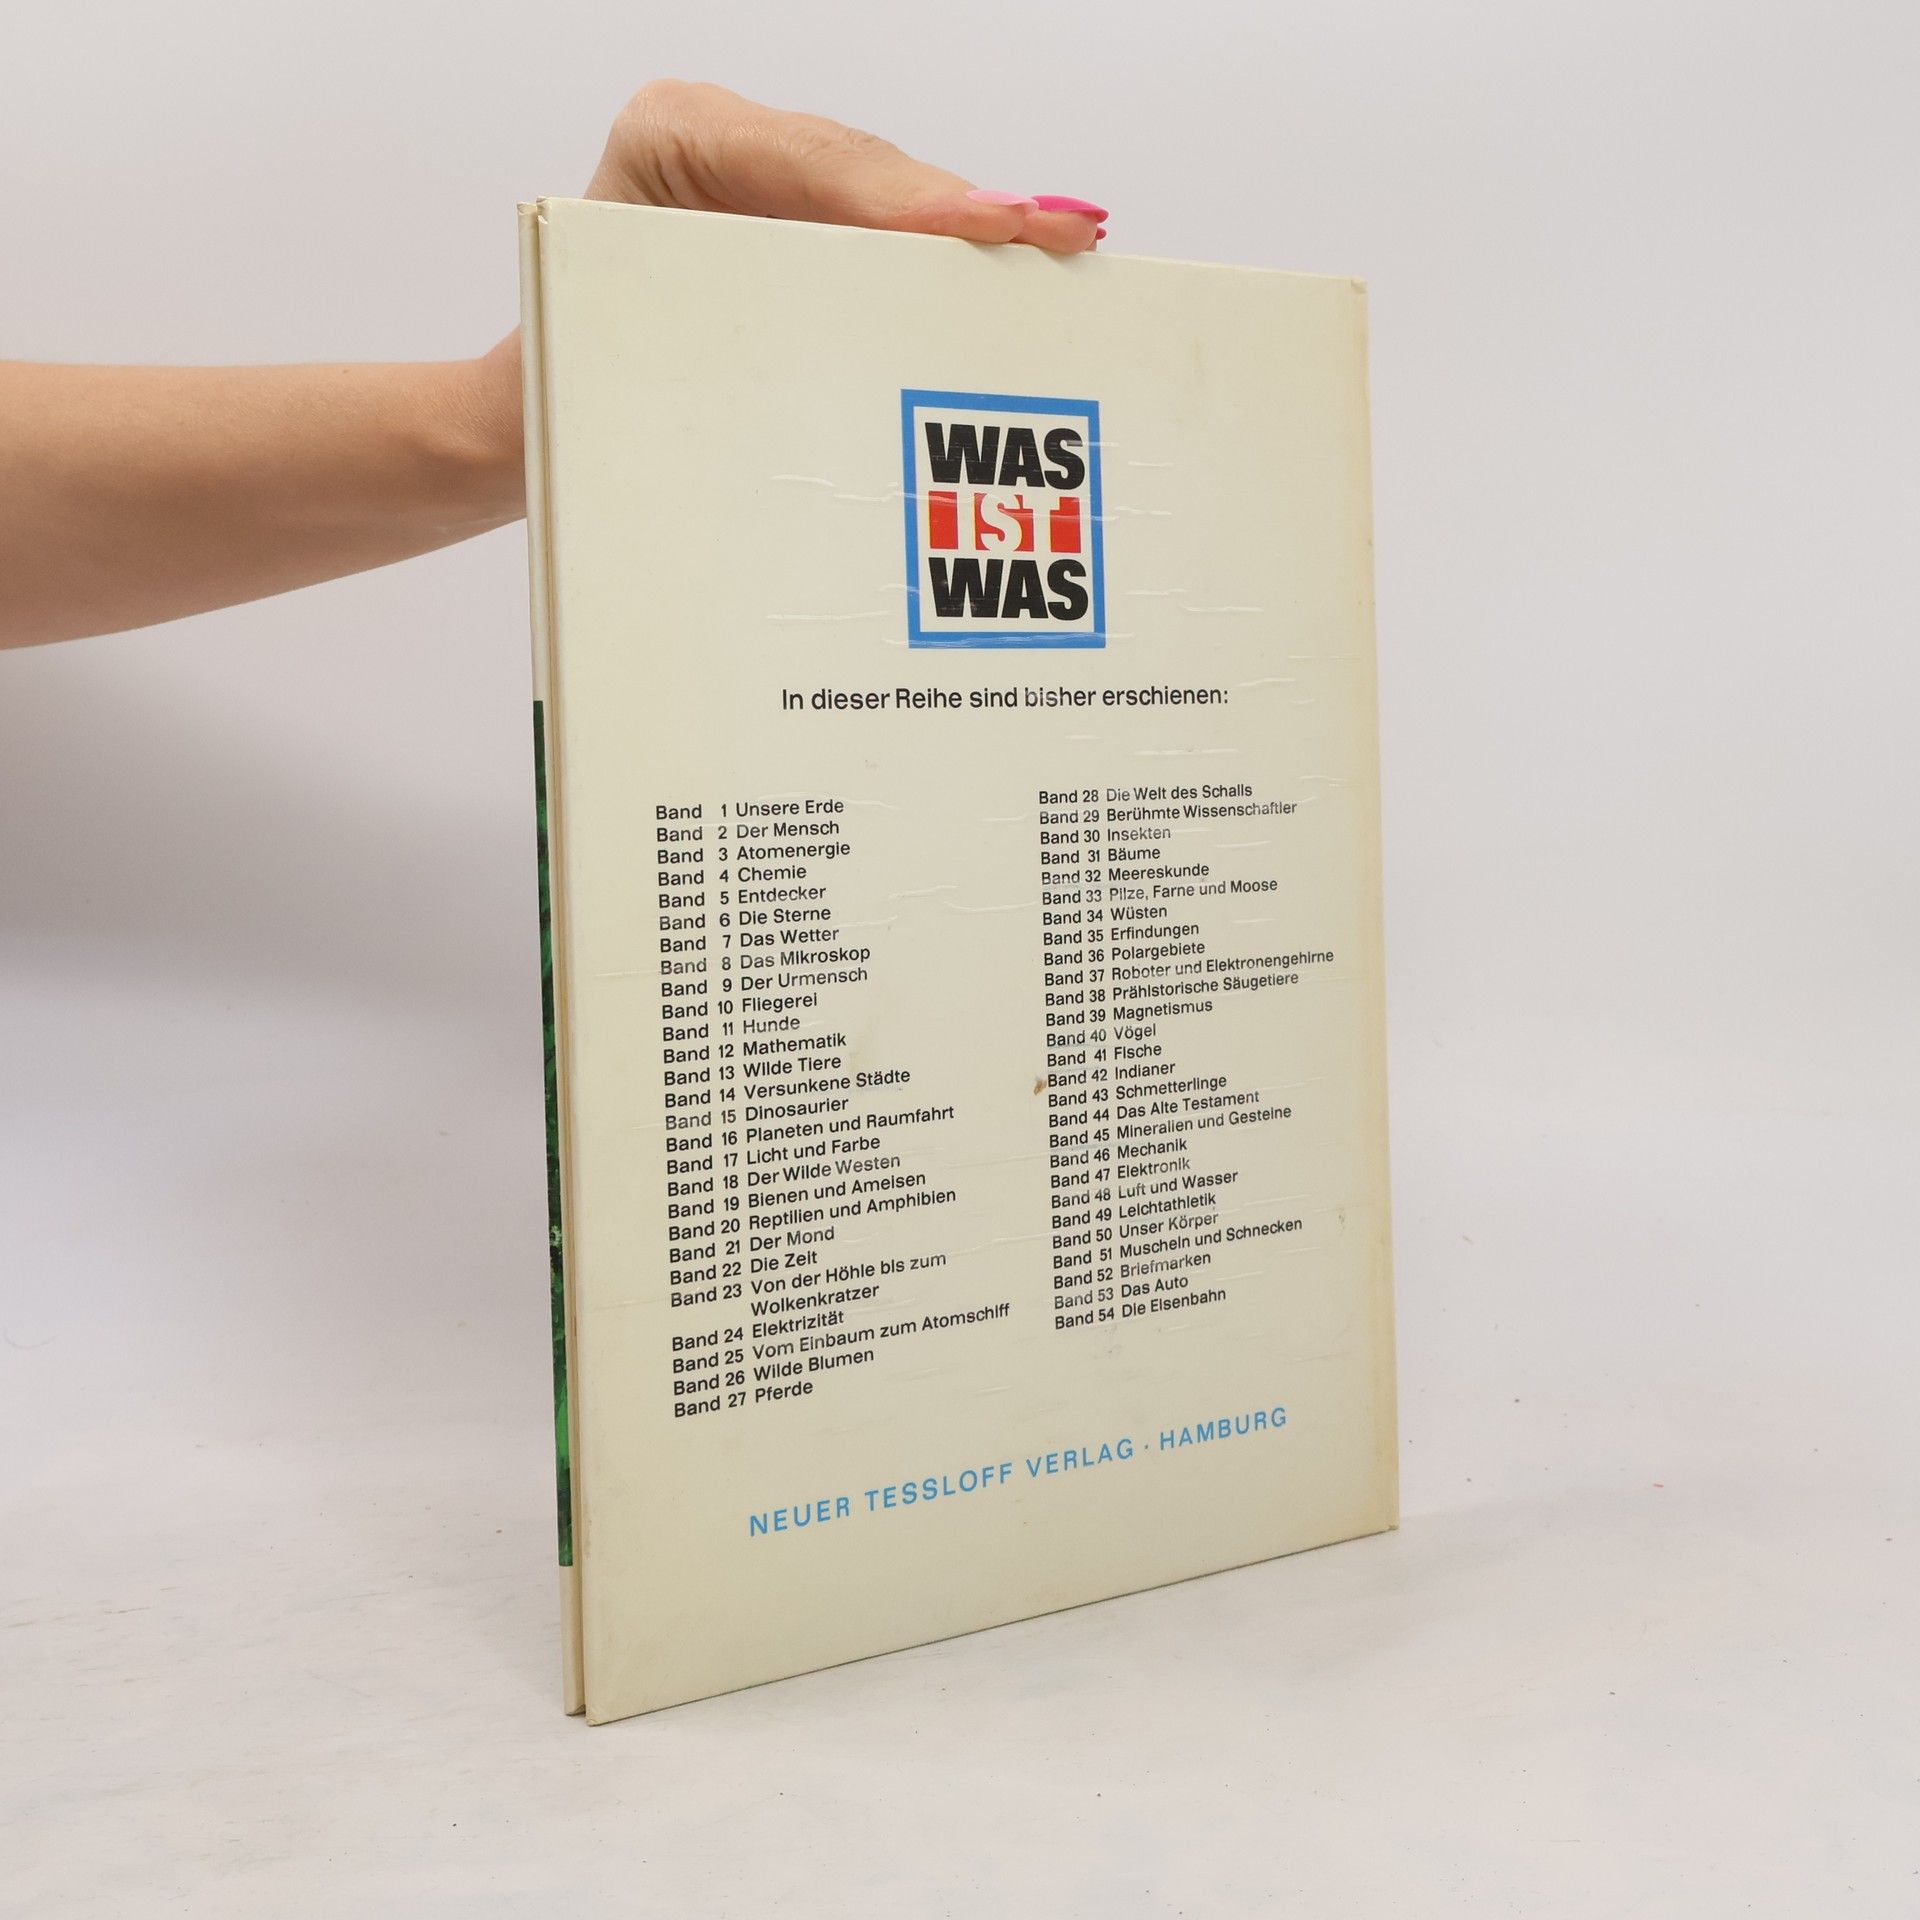 WAS
IST
WAS
In dieser Reihe sind bisher erschienen:
Band 1 Unsere Erde
Band 2 Der Mensch
Band 3 Atomenergie
Band 4 Chemie
Band 5 Entdecker
Band 6 Die Sterne
Band 7 Das Wetter
Band 8 Das Mikroskop
Band 9 Der Urmensch
Band 10 Fliegerei
Band 11 Hunde
Band 12 Mathematik
Band 13 Wilde Tiere
Band 14 Versunkene Städte
Band 15 Dinosaurier
Band 16 Planeten und Raumfahrt
Band 17 Licht und Farbe
Band 18 Der Wilde Westen
Band 19 Bienen und Ameisen
Band 20 Reptilien und Amphibien
Band 21 Der Mond
Band 22 Die Zeit
Band 23 Von der Höhle bis zum
Wolkenkratzer
Band 24 Elektrizität
Band 25 Vom Einbaum zum Atomschiff
Band 26 Wilde Blumen
Band 27 Pferde
Band 28 Die Welt des Schalls
Band 29 Berühmte Wissenschaftler
Band 30 Insekten
Band 31 Bäume
Band 32 Meereskunde
Band 33 Pilze, Farne und Moose
Band 34 Wüsten
Band 35 Erfindungen
Band 36 Polargebiete
Band 37 Roboter und Elektronengehirne
Band 38 Prähistorische Säugetiere
Band 39 Magnetismus
Band 40 Vögel
Band 41 Fische
Band 42 Indianer
Band 43 Schmetterlinge
Band 44 Das Alte Testament
Band 45 Mineralien und Gesteine
Band 46 Mechanik
Band 47 Elektronik
Band 48 Luft und Wasser
Band 49 Leichtathletik
Band 50 Unser Körper
Band 51 Muscheln und Schnecken
Band 52 Briefmarken
Band 53 Das Auto
Band 54 Die Eisenbahn
NEUER TESSLOFF VERLAG · HAMBURG